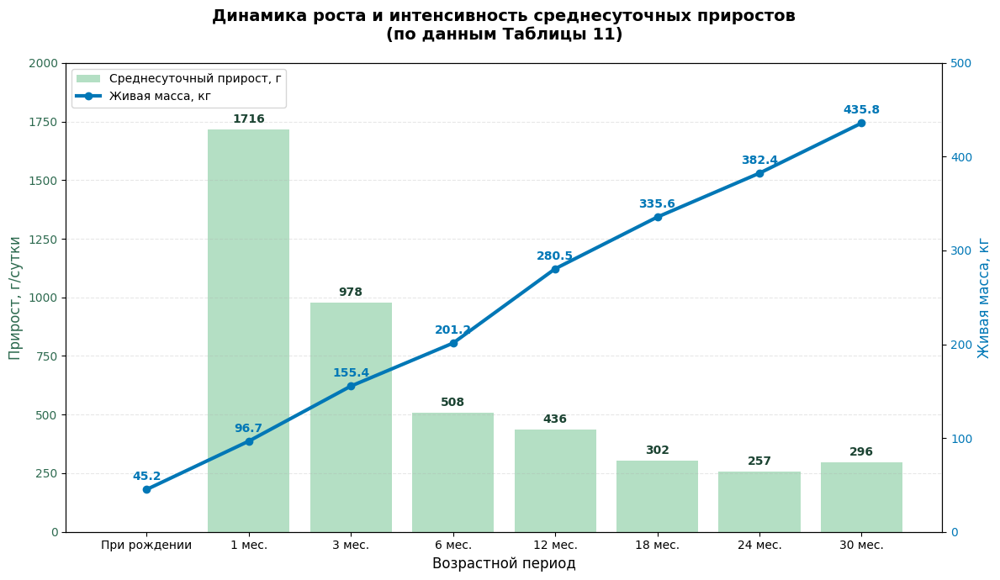 Динамика роста и интенсивность среднесуточных приростов
(по данным Таблицы 11)
Среднесуточный прирост, г
Живая масса, кг
Прирост, г/сутки
2000
1750
1500
1250
1000
750
500
250
0
1716
978
508
436
302
257
296
45.2
96.7
155.4
201.2
280.5
335.6
382.4
435.8
500
400
300
200
100
0
Живая масса, кг
При рождении
1 мес.
3 мес.
6 мес.
12 мес.
18 мес.
24 мес.
30 мес.
Возрастной период